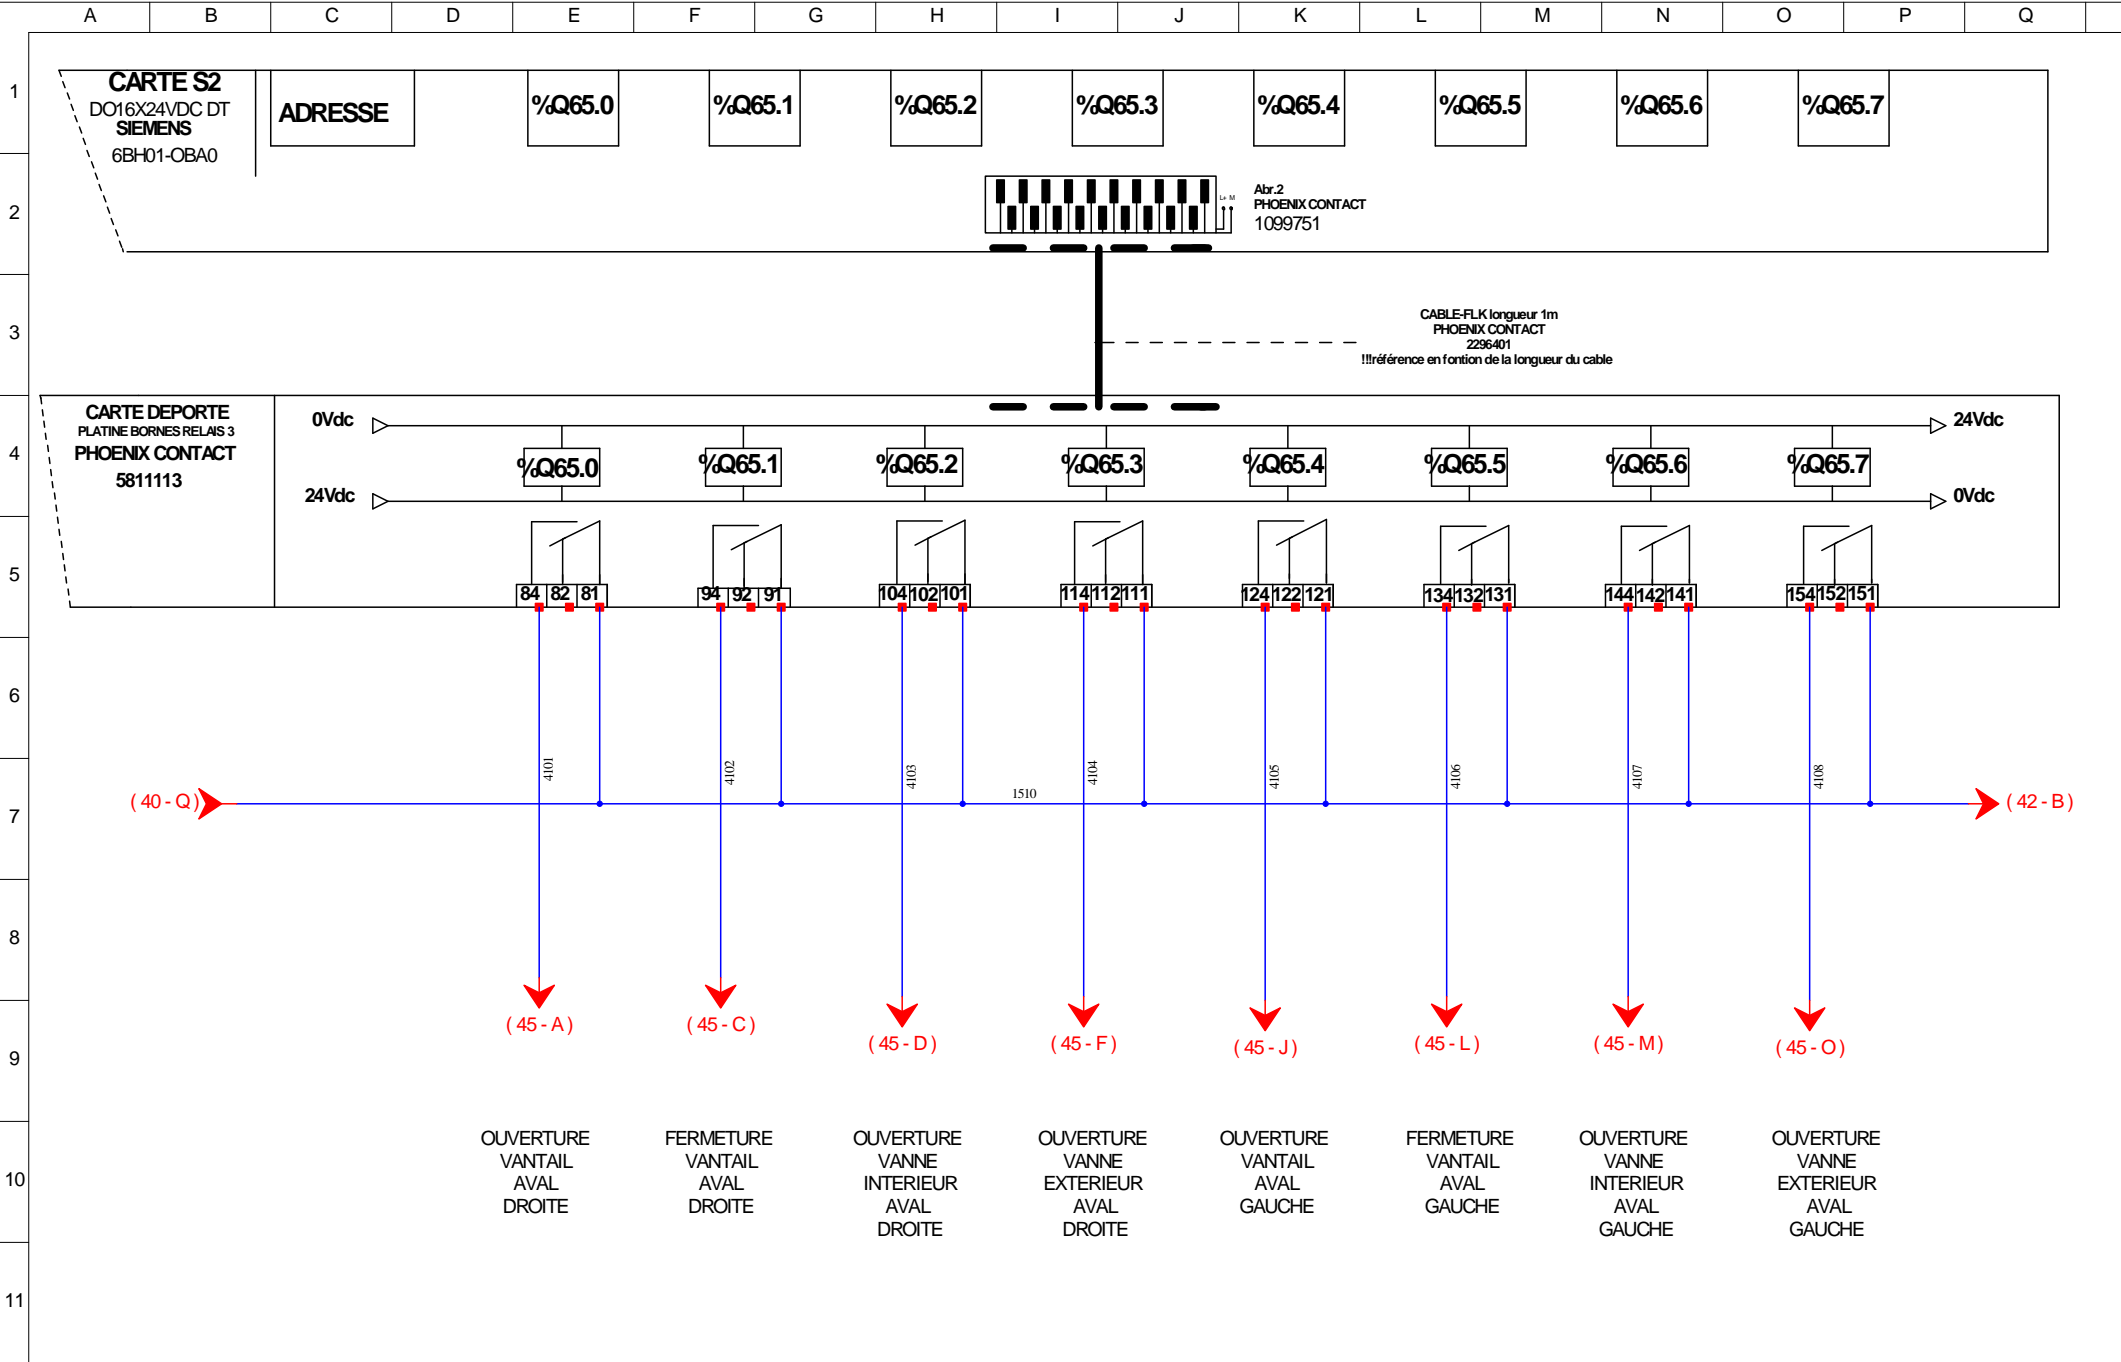 A B C D E F G H I J K L M N O P Q
1
CARTE S2
DO16X24VDC DT
SIEMENS
6BH01-OBA0
ADRESSE
%Q65.0 %Q65.1 %Q65.2 %Q65.3 %Q65.4 %Q65.5 %Q65.6 %Q65.7
2
L+ M
Abr.2
PHOENIX CONTACT
1099751
3
CABLE-FLK longueur 1m
PHOENIX CONTACT
2296401
!!!référence en fontion de la longueur du cable
4
CARTE DEPORTE
PLATINE BORNES RELAIS 3
PHOENIX CONTACT
5811113
0Vdc 24Vdc
%Q65.0 %Q65.1 %Q65.2 %Q65.3 %Q65.4 %Q65.5 %Q65.6 %Q65.7
24Vdc 0Vdc
5
84 82 81 94 92 91 104 102 101 114 112 111 124 122 121 134 132 131 144 142 141 154 152 151
6
4101 4102 4103 4104 4105 4106 4107 4108
7
( 40 - Q ) 1510 ( 42 - B )
8
( 45 - A ) ( 45 - C ) ( 45 - D ) ( 45 - F ) ( 45 - J ) ( 45 - L ) ( 45 - M ) ( 45 - O )
9
10
OUVERTURE
VANTAIL
AVAL
DROITE
FERMETURE
VANTAIL
AVAL
DROITE
OUVERTURE
VANNE
INTERIEUR
AVAL
DROITE
OUVERTURE
VANNE
EXTERIEUR
AVAL
DROITE
OUVERTURE
VANTAIL
AVAL
GAUCHE
FERMETURE
VANTAIL
AVAL
GAUCHE
OUVERTURE
VANNE
INTERIEUR
AVAL
GAUCHE
OUVERTURE
VANNE
EXTERIEUR
AVAL
GAUCHE
11